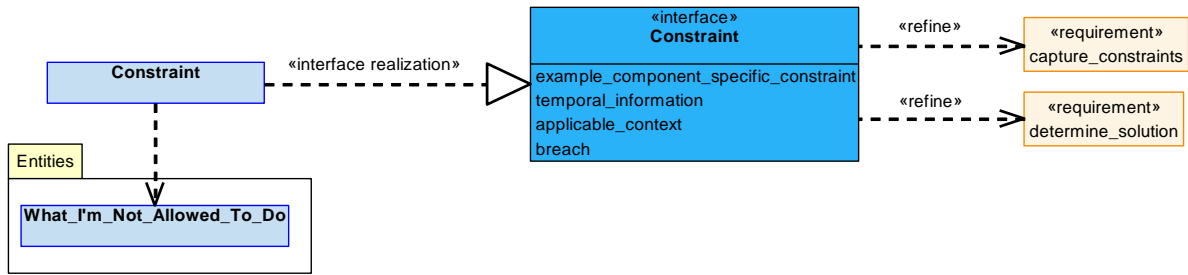 Constraint
«interface realization»
«interface»
Constraint
example_component_specific_constraint
temporal_information
applicable_context
breach
«refine»
«requirement»
capture_constraints
«refine»
«requirement»
determine_solution
Entities
What_I'm_Not_Allowed_To_Do